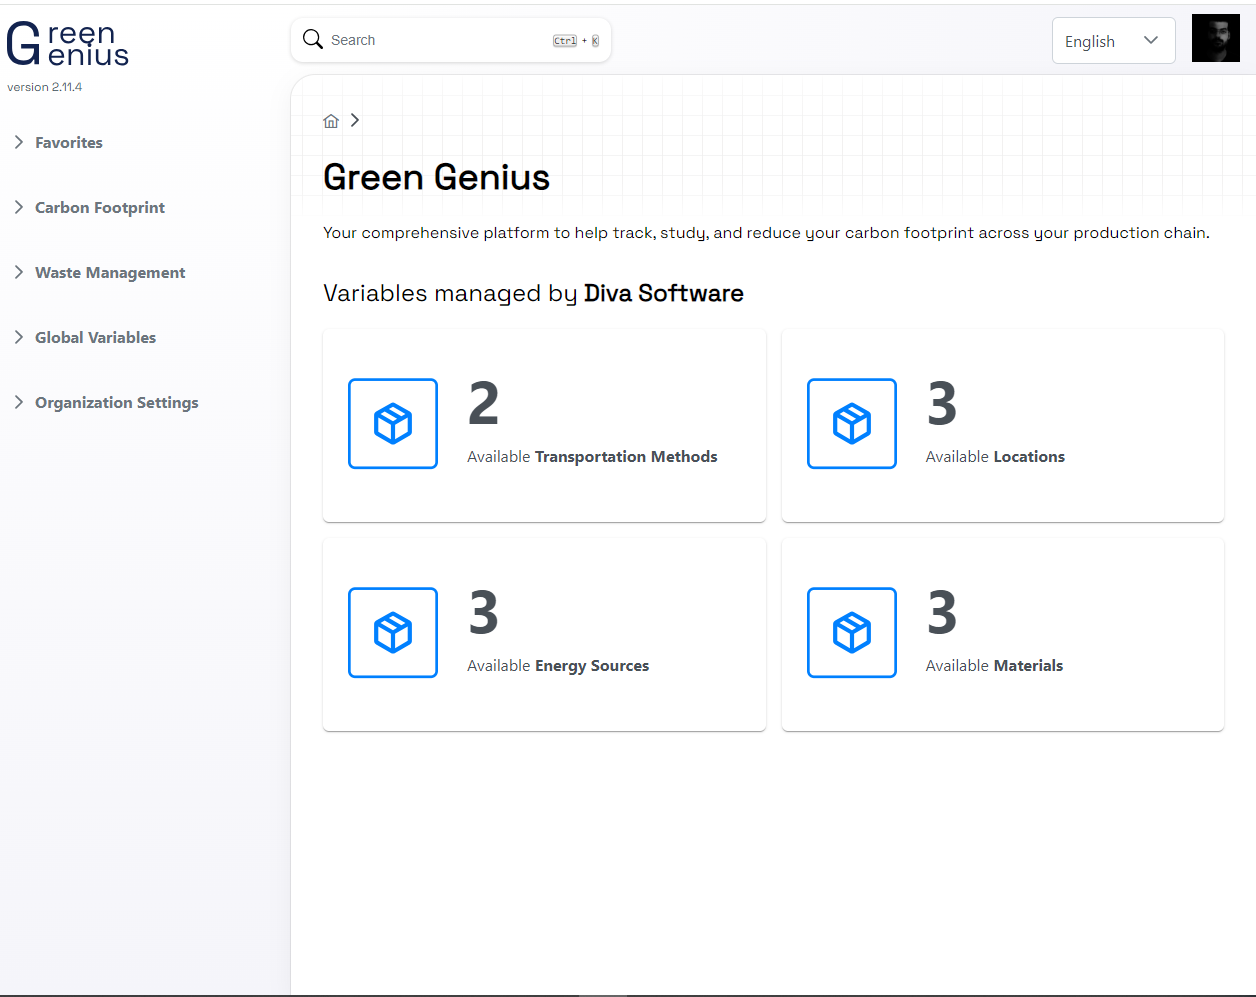 Green
Genius
version 2.11.4
Search
Ctrl + K
English
Favorites
Carbon Footprint
Waste Management
Global Variables
Organization Settings
Green Genius
Your comprehensive platform to help track, study, and reduce your carbon footprint across your production chain.
Variables managed by Diva Software
2
Available Transportation Methods
3
Available Locations
3
Available Energy Sources
3
Available Materials